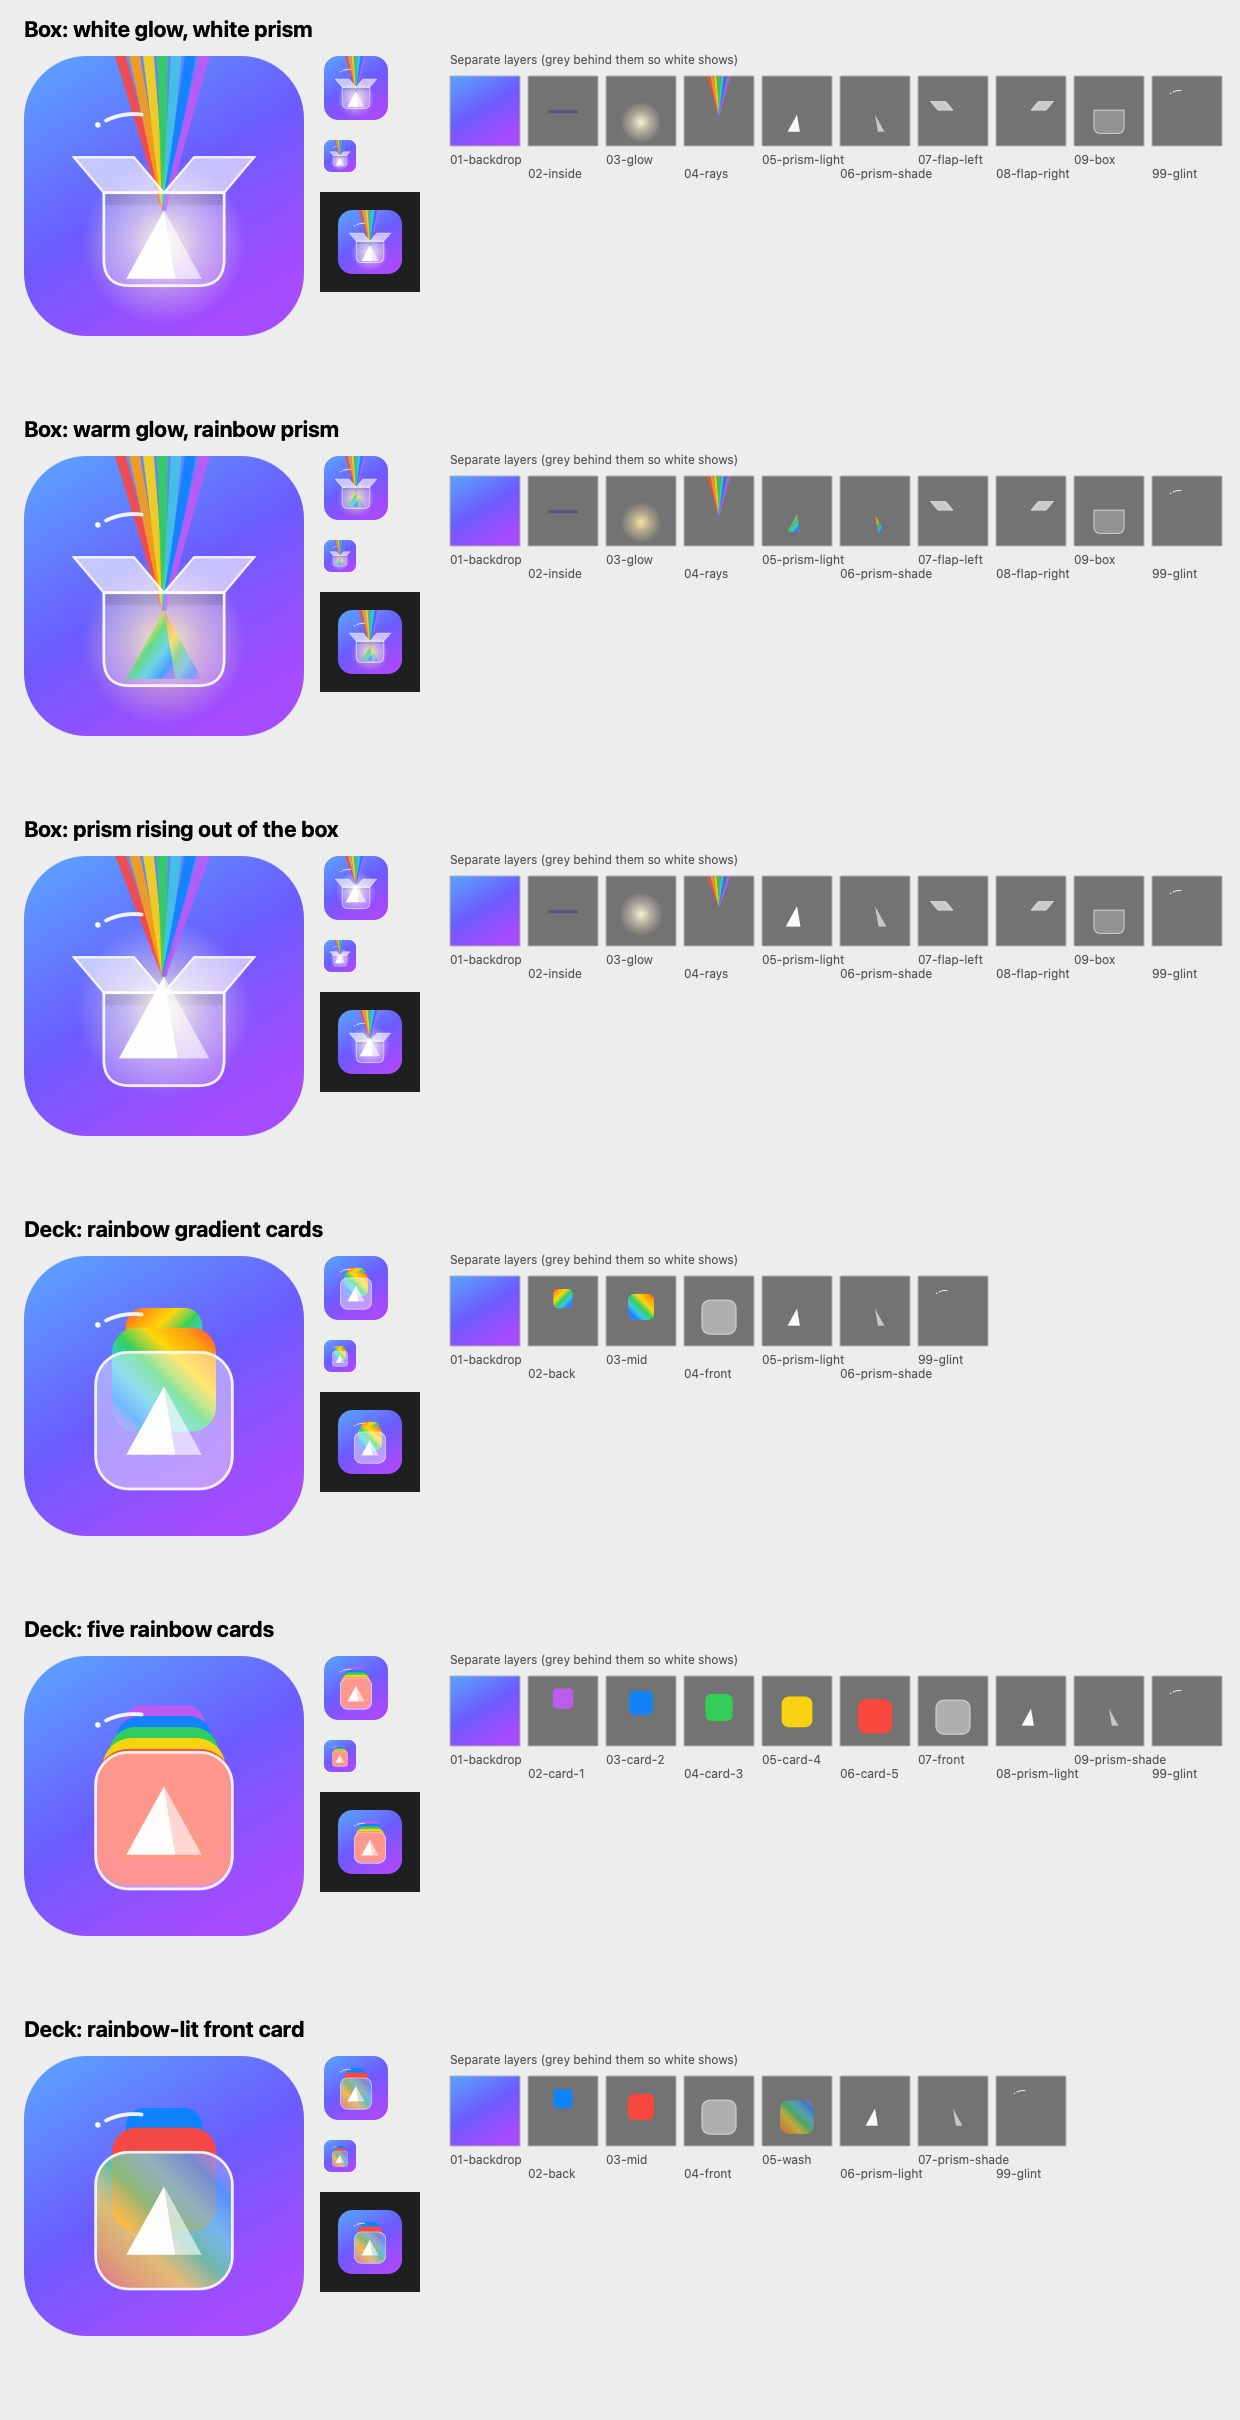 Box: white glow, white prism
Separate layers (grey behind them so white shows)
01-backdrop
02-inside
03-glow
04-rays
05-prism-light
06-prism-shade
07-flap-left
08-flap-right
09-box
99-glint
Box: warm glow, rainbow prism
Separate layers (grey behind them so white shows)
01-backdrop
02-inside
03-glow
04-rays
05-prism-light
06-prism-shade
07-flap-left
08-flap-right
09-box
99-glint
Box: prism rising out of the box
Separate layers (grey behind them so white shows)
01-backdrop
02-inside
03-glow
04-rays
05-prism-light
06-prism-shade
07-flap-left
08-flap-right
09-box
99-glint
Deck: rainbow gradient cards
Separate layers (grey behind them so white shows)
01-backdrop
02-back
03-mid
04-front
05-prism-light
06-prism-shade
99-glint
Deck: five rainbow cards
Separate layers (grey behind them so white shows)
01-backdrop
02-card-1
03-card-2
04-card-3
05-card-4
06-card-5
07-front
08-prism-light
09-prism-shade
99-glint
Deck: rainbow-lit front card
Separate layers (grey behind them so white shows)
01-backdrop
02-back
03-mid
04-front
05-wash
06-prism-light
07-prism-shade
99-glint